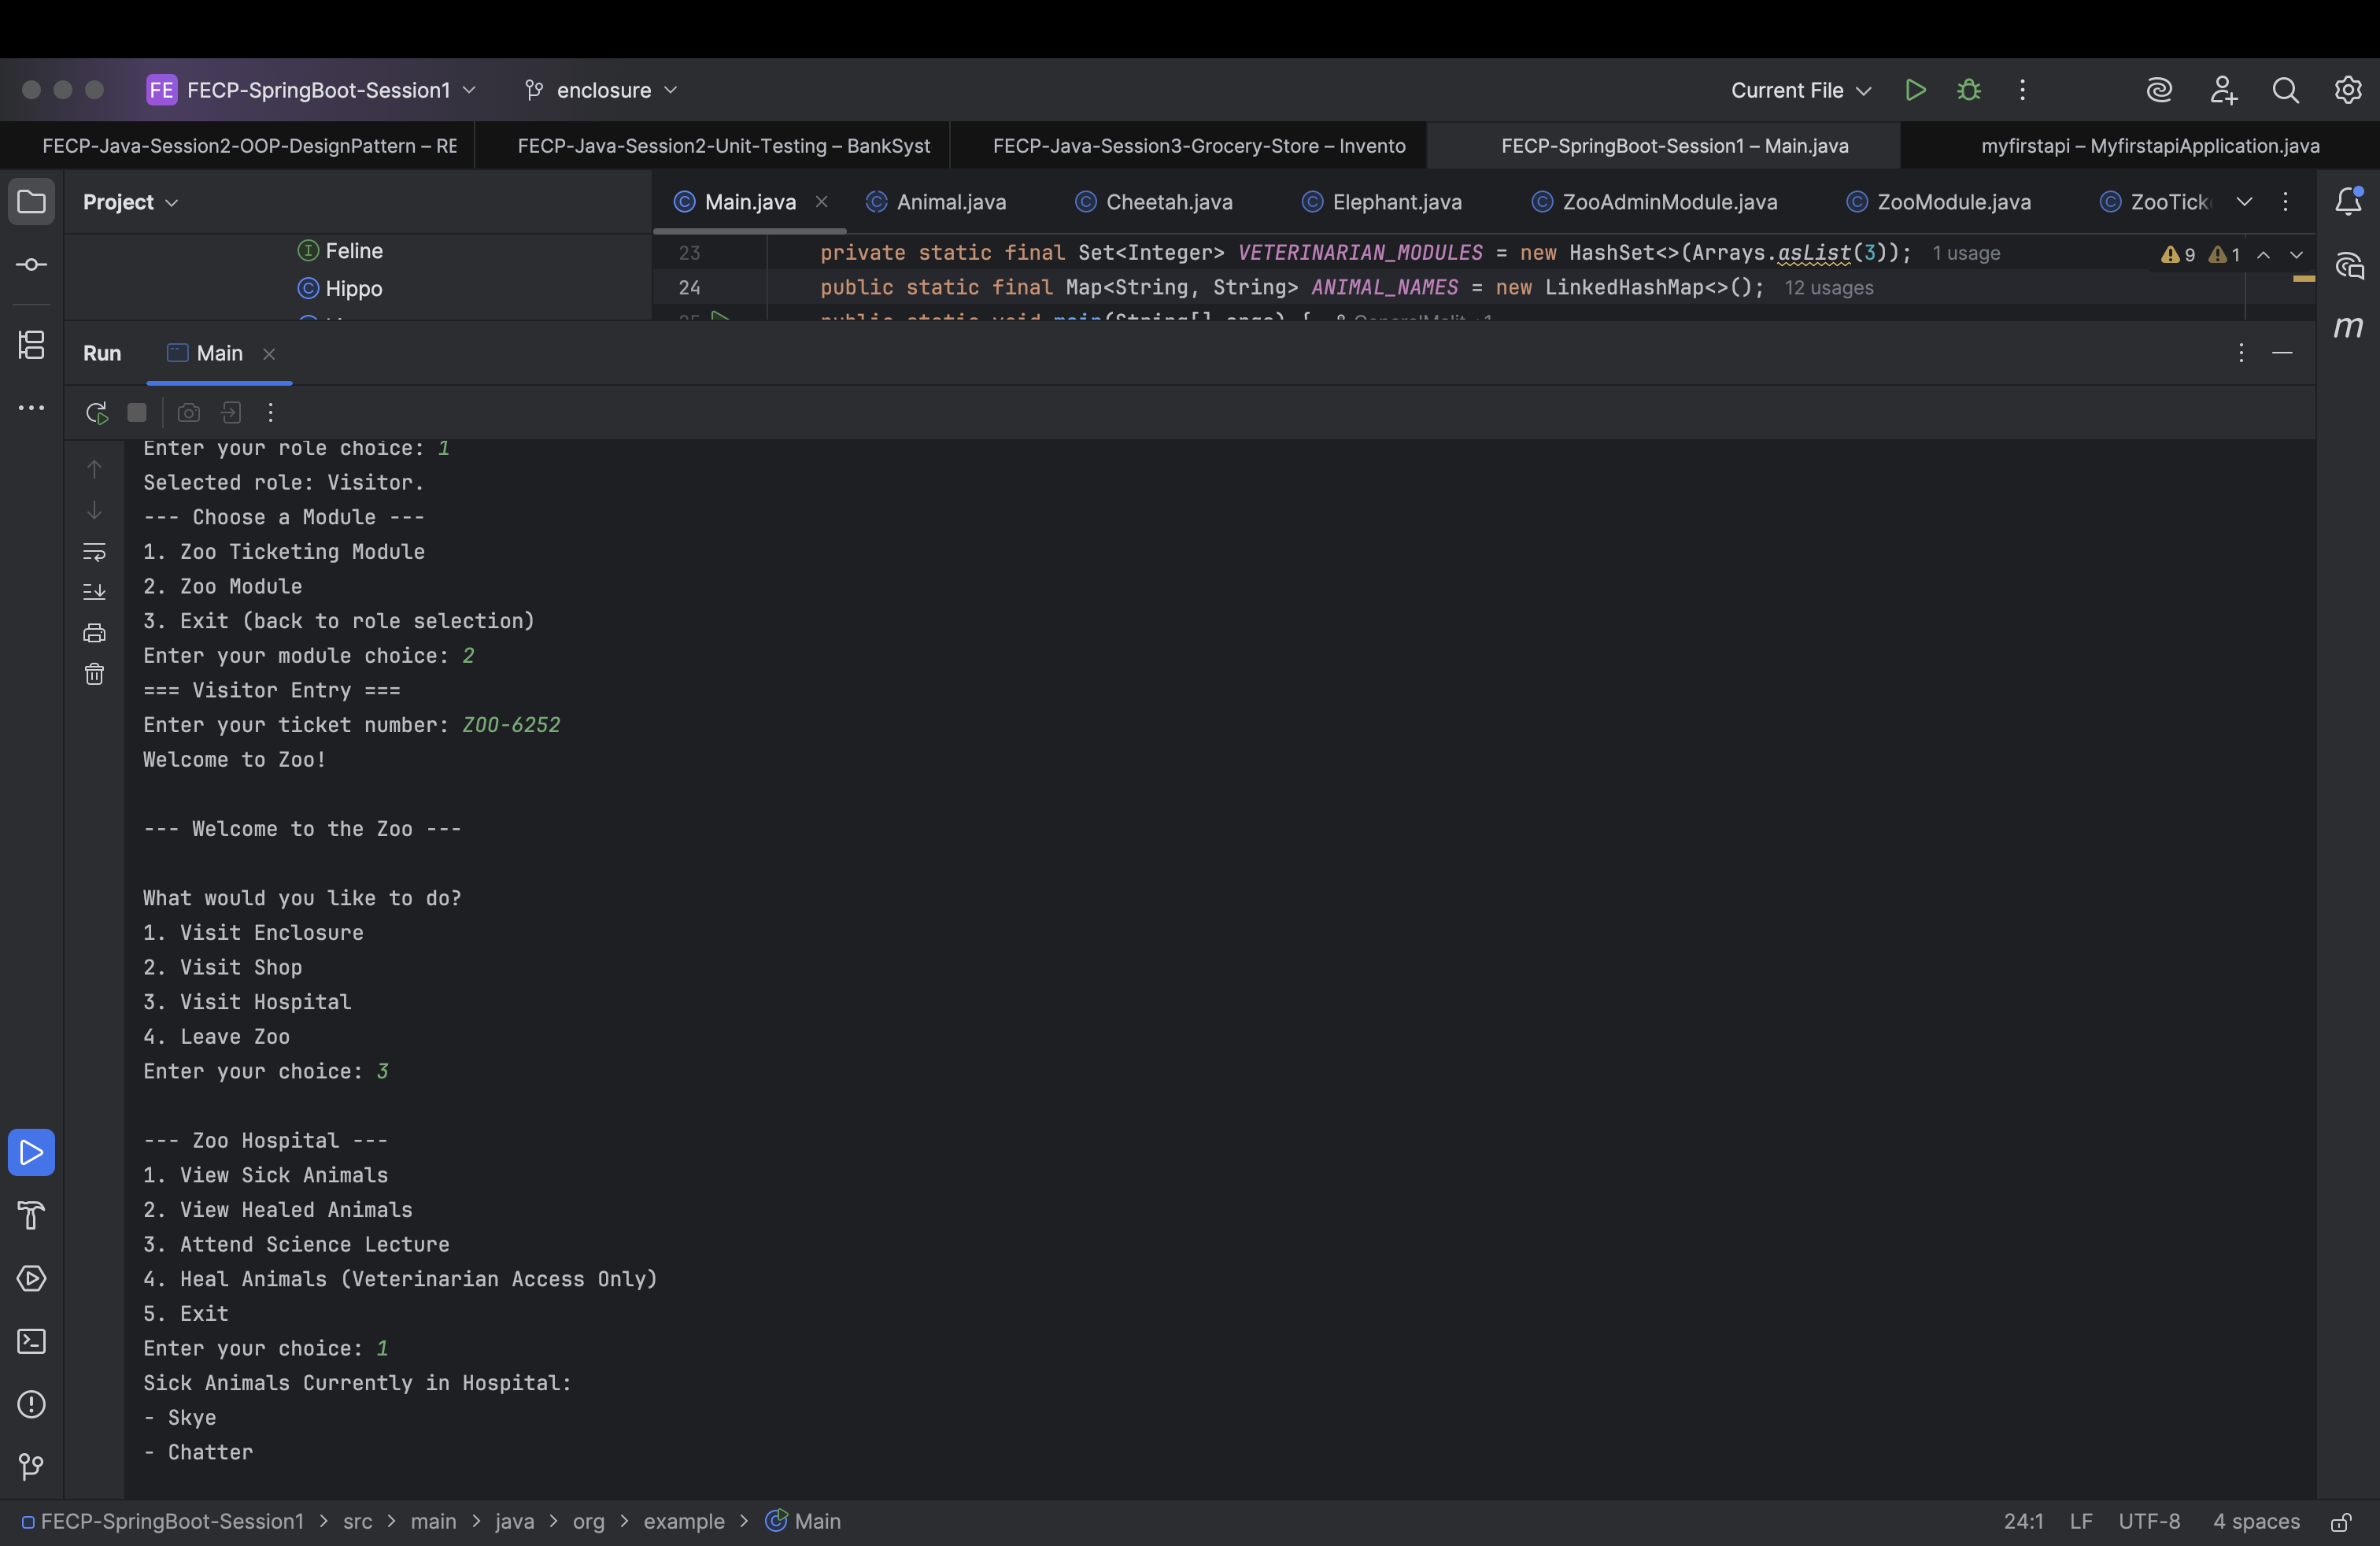 FE FECP-SpringBoot-Session1 enclosure Current File
FECP-Java-Session2-OOP-DesignPattern – RE FECP-Java-Session2-Unit-Testing – BankSyst FECP-Java-Session3-Grocery-Store – Invento FECP-SpringBoot-Session1 – Main.java myfirstapi – MyfirstapiApplication.java
Project Main.java Animal.java Cheetah.java Elephant.java ZooAdminModule.java ZooModule.java ZooTick
Feline
Hippo
23 private static final Set<Integer> VETERINARIAN_MODULES = new HashSet<>(Arrays.asList(3)); 1 usage 9 1
24 public static final Map<String, String> ANIMAL_NAMES = new LinkedHashMap<>(); 12 usages
25 public static void main(String[] args) {
Run Main
Enter your role choice: 1
Selected role: Visitor.
--- Choose a Module ---
1. Zoo Ticketing Module
2. Zoo Module
3. Exit (back to role selection)
Enter your module choice: 2
=== Visitor Entry ===
Enter your ticket number: ZOO-6252
Welcome to Zoo!
--- Welcome to the Zoo ---
What would you like to do?
1. Visit Enclosure
2. Visit Shop
3. Visit Hospital
4. Leave Zoo
Enter your choice: 3
--- Zoo Hospital ---
1. View Sick Animals
2. View Healed Animals
3. Attend Science Lecture
4. Heal Animals (Veterinarian Access Only)
5. Exit
Enter your choice: 1
Sick Animals Currently in Hospital:
- Skye
- Chatter
FECP-SpringBoot-Session1 > src > main > java > org > example > Main 24:1 LF UTF-8 4 spaces